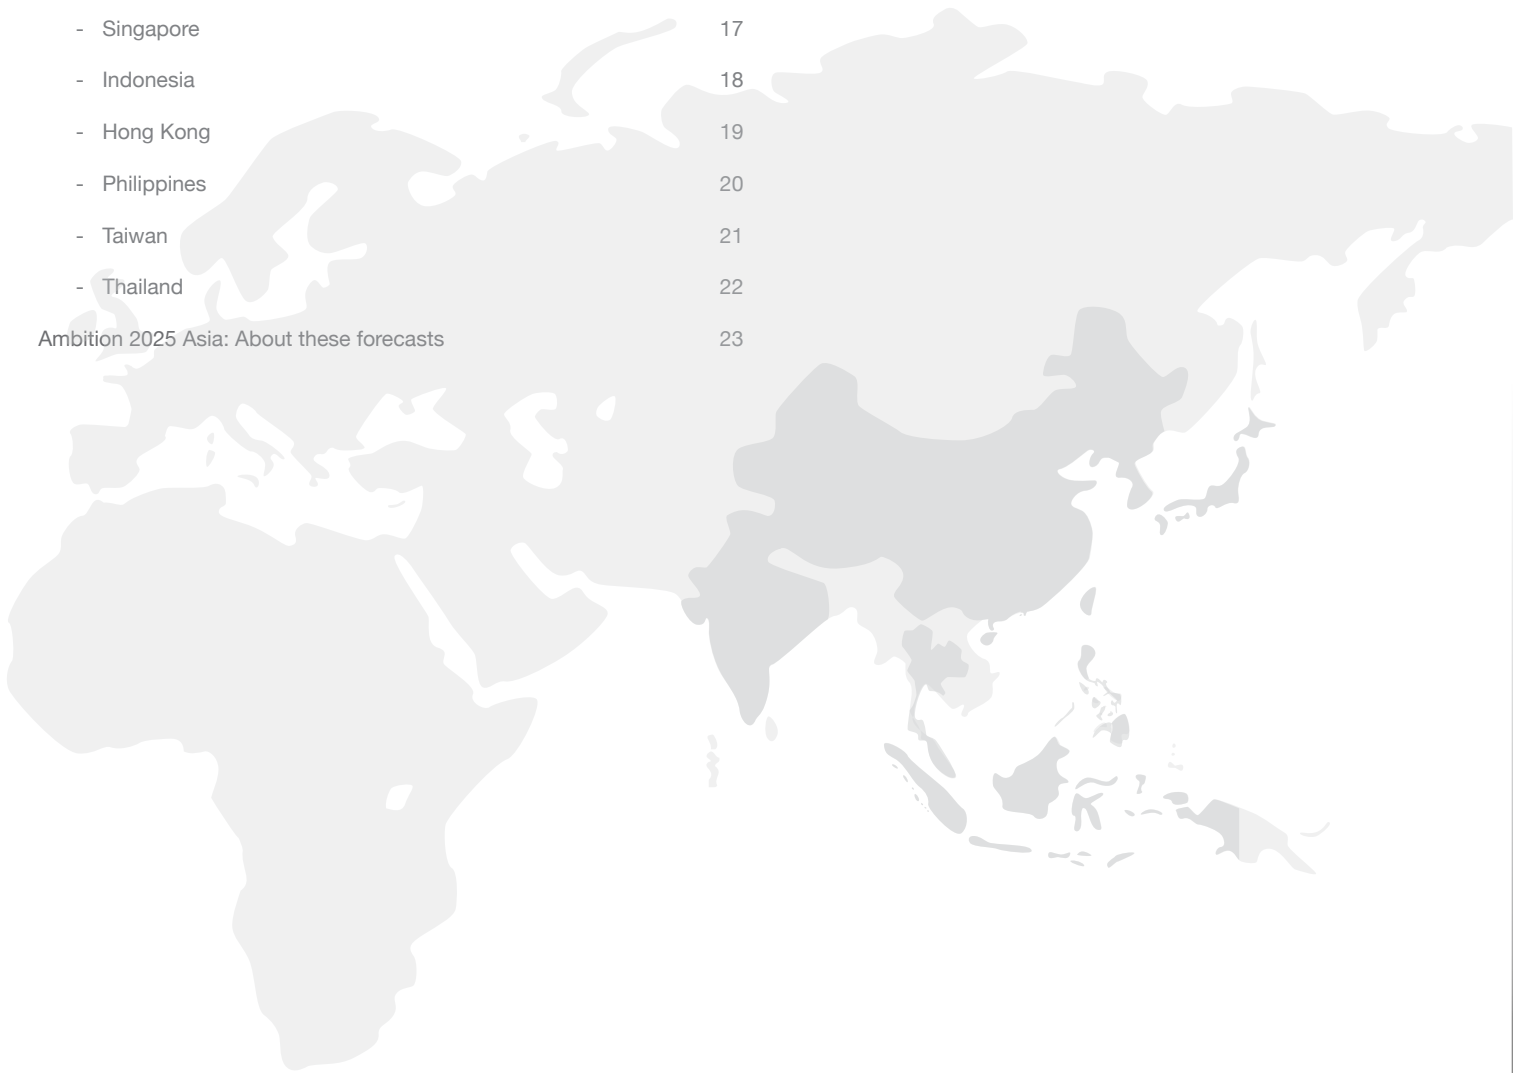 - Singapore 17
- Indonesia 18
- Hong Kong 19
- Philippines 20
- Taiwan 21
- Thailand 22
Ambition 2025 Asia: About these forecasts 23